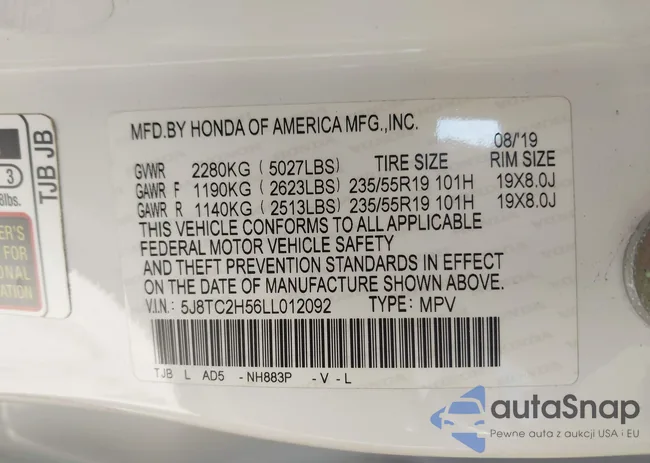 MFD.BY HONDA OF AMERICA MFG.,INC.
08/'19
GVWR 2280KG (5027LBS) TIRE SIZE RIM SIZE
GAWR F 1190KG (2623LBS) 235/55R19 101H 19X8.0J
GAWR R 1140KG (2513LBS) 235/55R19 101H 19X8.0J
THIS VEHICLE CONFORMS TO ALL APPLICABLE
FEDERAL MOTOR VEHICLE SAFETY
AND THEFT PREVENTION STANDARDS IN EFFECT
ON THE DATE OF MANUFACTURE SHOWN ABOVE.
V.I.N.: 5J8TC2H56LL012092 TYPE: MPV
TJB L AD5 -NH883P -V-L
TJB JB
3
8lbs.
FOR
autaSnap
Pewne auta z aukcji USA i EU